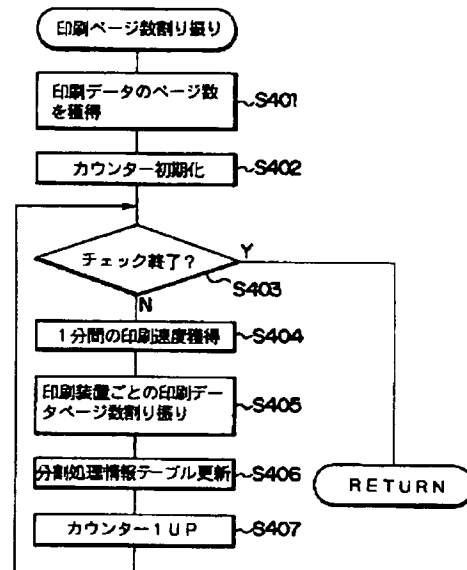 印刷ページ数割り振り
印刷データのページ数
を獲得
S401
カウンター初期化
S402
チェック終了？
Y
S403
N
1分間の印刷速度獲得
S404
印刷装置ごとの印刷デー
タページ数割り振り
S405
分割処理情報テーブル更新
S406
RETURN
カウンター1UP
S407